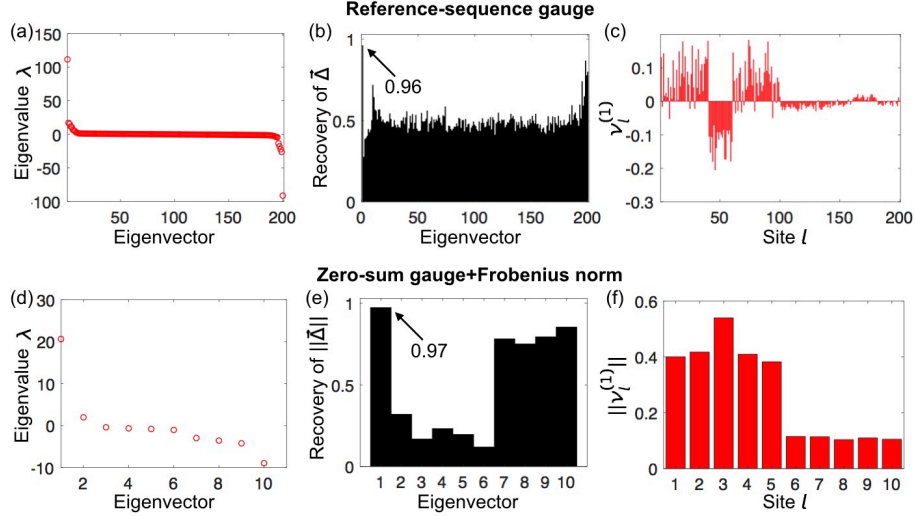 Reference-sequence gauge
(a)
150
100
50
0
-50
100
50 100 150 200
Eigenvalue λ
Eigenvector
(b)
1
0.5
0
0 50 100 150 200
0.96
Recovery of Δ⃗
Eigenvector
(c)
0.1
0
-0.1
-0.2
-0.3
50 100 150 200
ν_l^(1)
Site l
Zero-sum gauge+Frobenius norm
(d)
30
20
10
0
-10
2 4 6 8 10
Eigenvalue λ
Eigenvector
(e)
1
0.5
0
1 2 3 4 5 6 7 8 9 10
0.97
Recovery of ||Δ⃗||
Eigenvector
(f)
0.6
0.4
0.2
0
1 2 3 4 5 6 7 8 9 10
||ν_l^(1)||
Site l